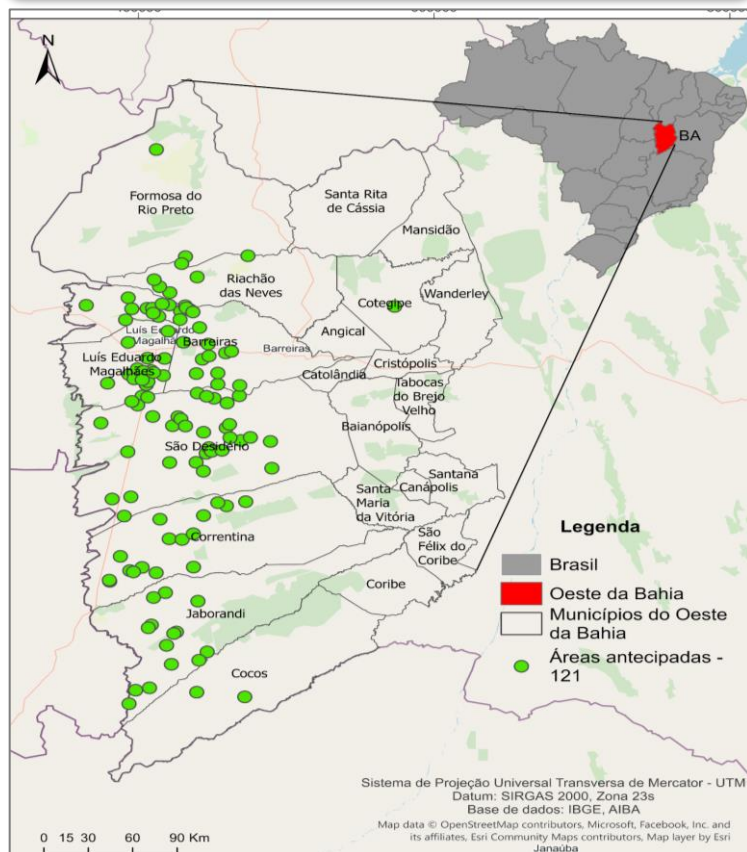 N
BA
Formosa do
Rio Preto
Santa Rita
de Cássia
Mansidão
Riachão
das Neves
Cotegipe
Wanderley
Angical
Luís Eduardo
Magalhães
Barreiras
Barreiras
Cristópolis
Catolândia
Tabocas
do Brejo
Velho
Baianópolis
São Desidério
Santana
Canápolis
Santa
Maria
da Vitória
São
Félix do
Coribe
Correntina
Coribe
Jaborandi
Cocos
Legenda
Brasil
Oeste da Bahia
Municípios do Oeste
da Bahia
Áreas antecipadas -
121
Sistema de Projeção Universal Transversa de Mercator - UTM
Datum: SIRGAS 2000, Zona 23s
Base de dados: IBGE, AIBA
Map data © OpenStreetMap contributors, Microsoft, Facebook, Inc. and
its affiliates, Esri Community Maps contributors, Map layer by Esri
Janaúba
0 15 30 60 90 Km